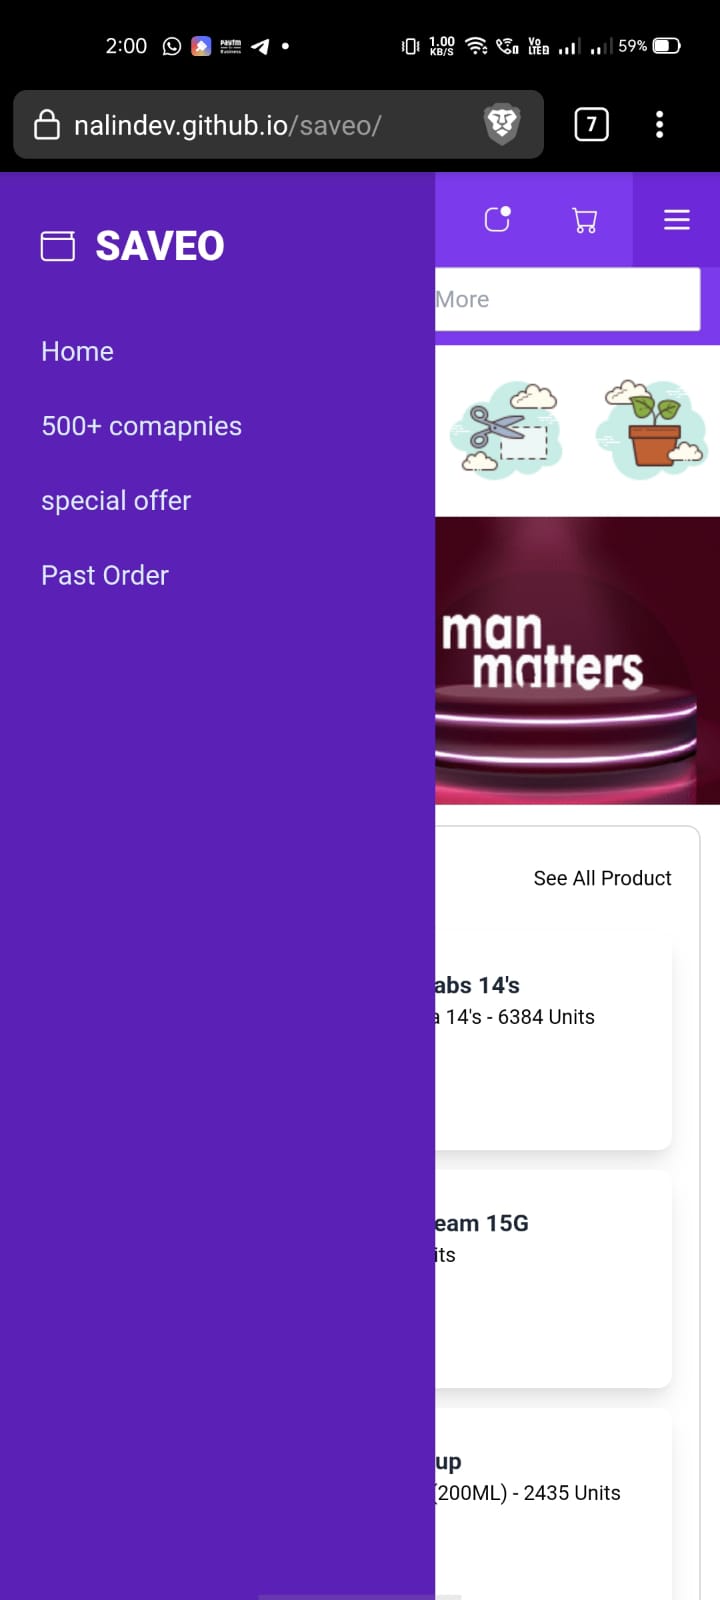 2:00 paytm Business 1.00 KB/S Vo LTE 59%
nalindev.github.io/saveo/ 7
SAVEO
Home
500+ comapnies
special offer
Past Order
More
man
matters
See All Product
abs 14's
a 14's - 6384 Units
eam 15G
its
up
(200ML) - 2435 Units